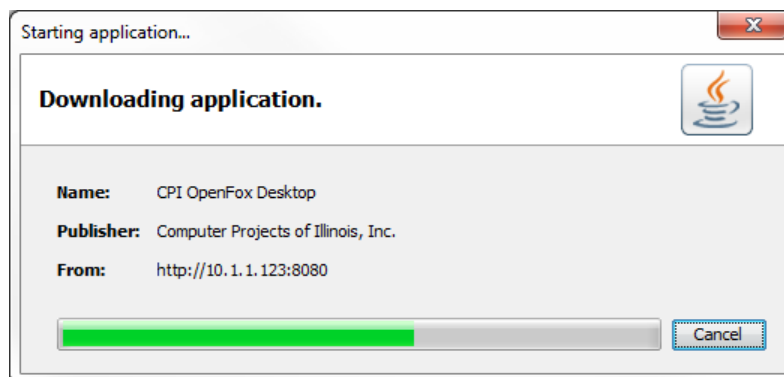 Starting application...
Downloading application.
Name: CPI OpenFox Desktop
Publisher: Computer Projects of Illinois, Inc.
From: http://10.1.1.123:8080
Cancel